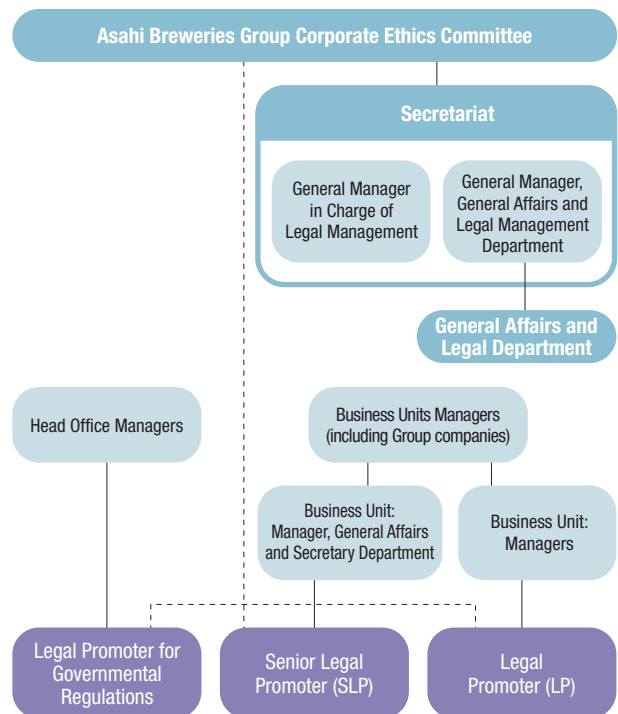 Asahi Breweries Group Corporate Ethics Committee
Secretariat
General Manager
in Charge of
Legal Management
General Manager,
General Affairs and
Legal Management
Department
General Affairs and
Legal Department
Head Office Managers
Business Units Managers
(including Group companies)
Business Unit:
Manager, General Affairs
and Secretary Department
Business Unit:
Managers
Legal Promoter for
Governmental
Regulations
Senior Legal
Promoter (SLP)
Legal
Promoter (LP)